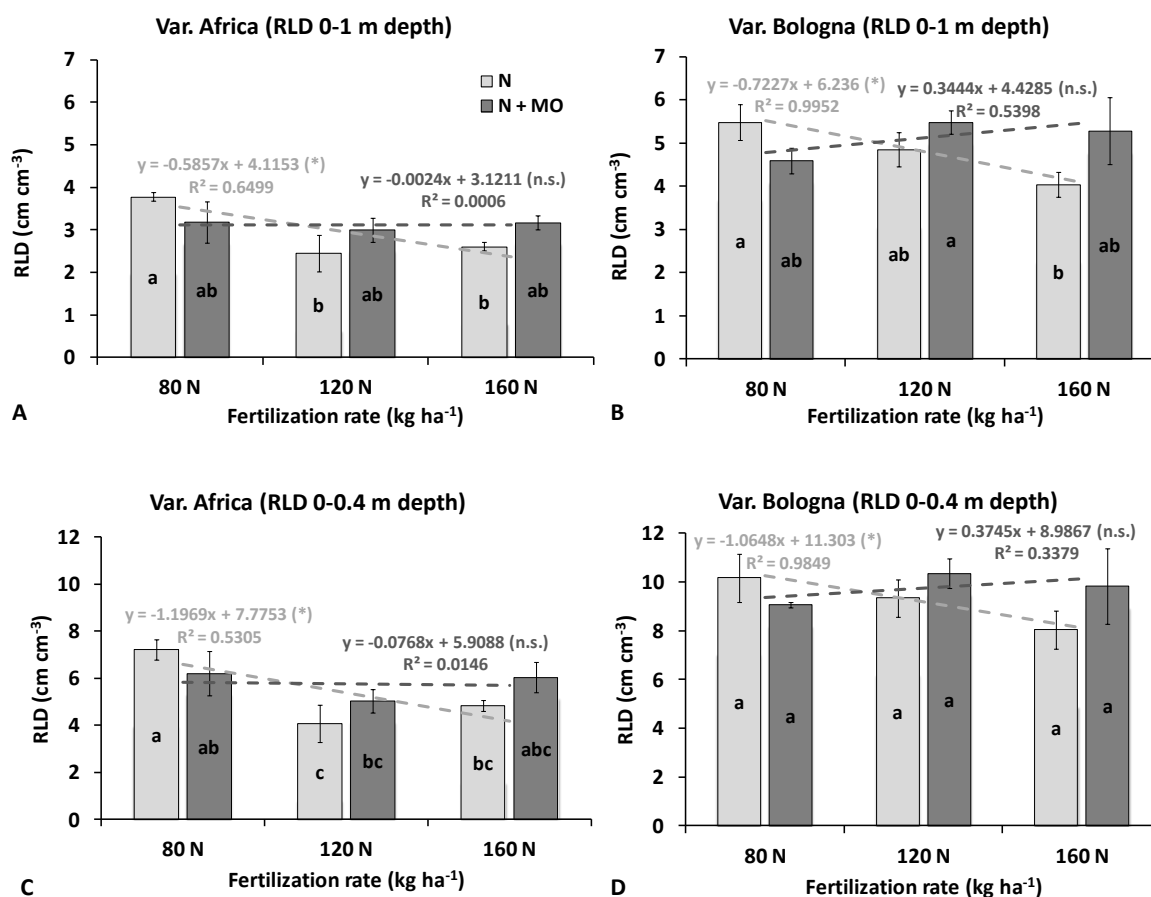 Var. Africa (RLD 0-1 m depth)
7
6
5
4
3
2
1
0
RLD (cm cm⁻³)
N
N + MO
y = -0.5857x + 4.1153 (*)
R² = 0.6499
y = -0.0024x + 3.1211 (n.s.)
R² = 0.0006
a
ab
b
ab
b
ab
80 N
120 N
160 N
Fertilization rate (kg ha⁻¹)
A
Var. Bologna (RLD 0-1 m depth)
7
6
5
4
3
2
1
0
RLD (cm cm⁻³)
y = -0.7227x + 6.236 (*)
R² = 0.9952
y = 0.3444x + 4.4285 (n.s.)
R² = 0.5398
a
ab
ab
a
b
ab
80 N
120 N
160 N
Fertilization rate (kg ha⁻¹)
B
Var. Africa (RLD 0-0.4 m depth)
12
10
8
6
4
2
0
RLD (cm cm⁻³)
y = -1.1969x + 7.7753 (*)
R² = 0.5305
y = -0.0768x + 5.9088 (n.s.)
R² = 0.0146
a
ab
c
bc
bc
abc
80 N
120 N
160 N
Fertilization rate (kg ha⁻¹)
C
Var. Bologna (RLD 0-0.4 m depth)
12
10
8
6
4
2
0
RLD (cm cm⁻³)
y = -1.0648x + 11.303 (*)
R² = 0.9849
y = 0.3745x + 8.9867 (n.s.)
R² = 0.3379
a
a
a
a
a
a
80 N
120 N
160 N
Fertilization rate (kg ha⁻¹)
D